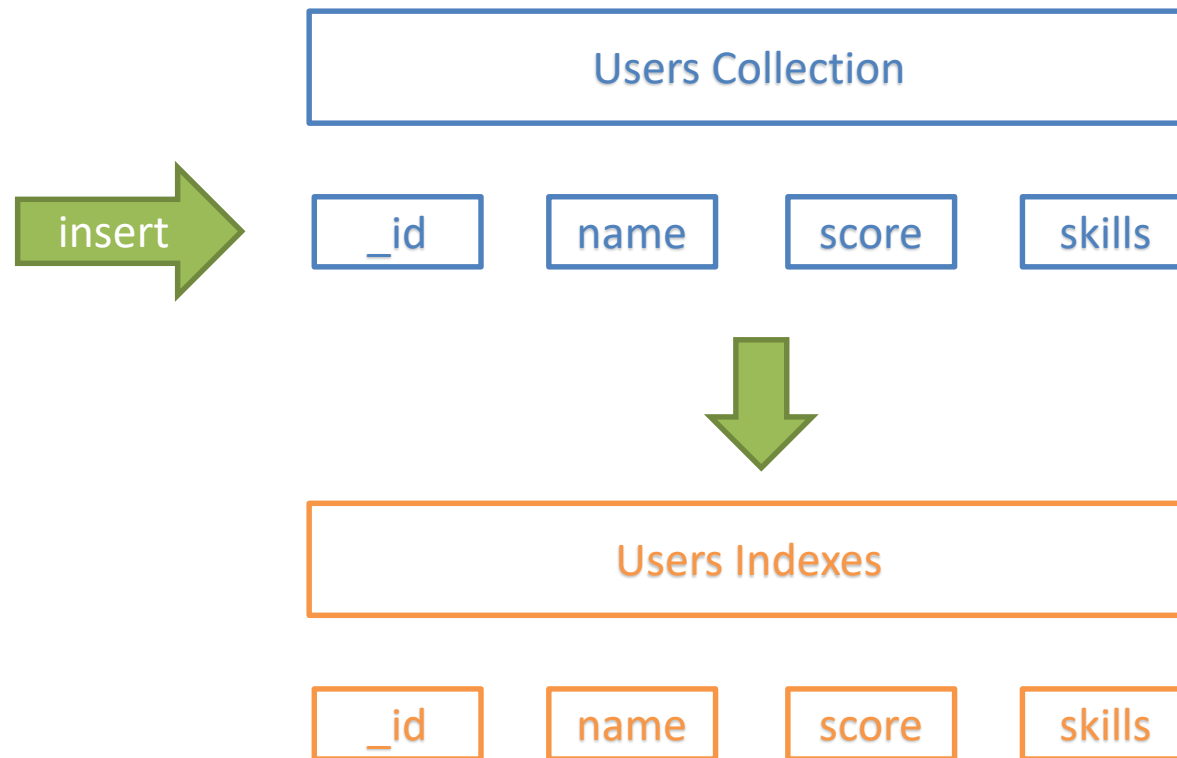 Users Collection
insert
_id
name
score
skills
Users Indexes
_id
name
score
skills